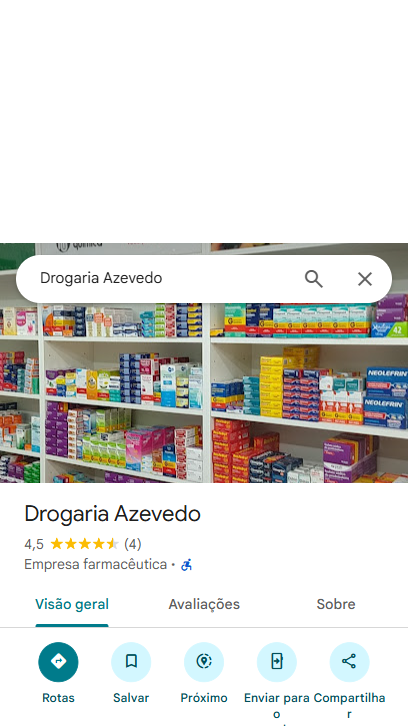 Drogaria Azevedo
NEOLEFRIN
NEOLEFRIN
42
Drogaria Azevedo
4,5 (4)
Empresa farmacêutica ·
Visão geral Avaliações Sobre
Rotas Salvar Próximo Enviar para o Compartilhar